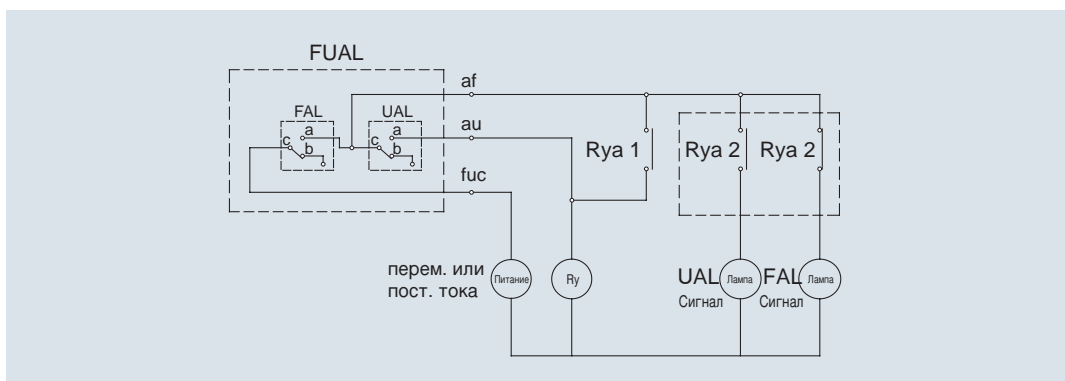 FUAL
af
FAL
UAL
a
c
b
a
c
b
au
fuc
Rya 1
Rya 2
Rya 2
перем. или
пост. тока
Питание
Ry
UAL
Лампа
Сигнал
FAL
Лампа
Сигнал